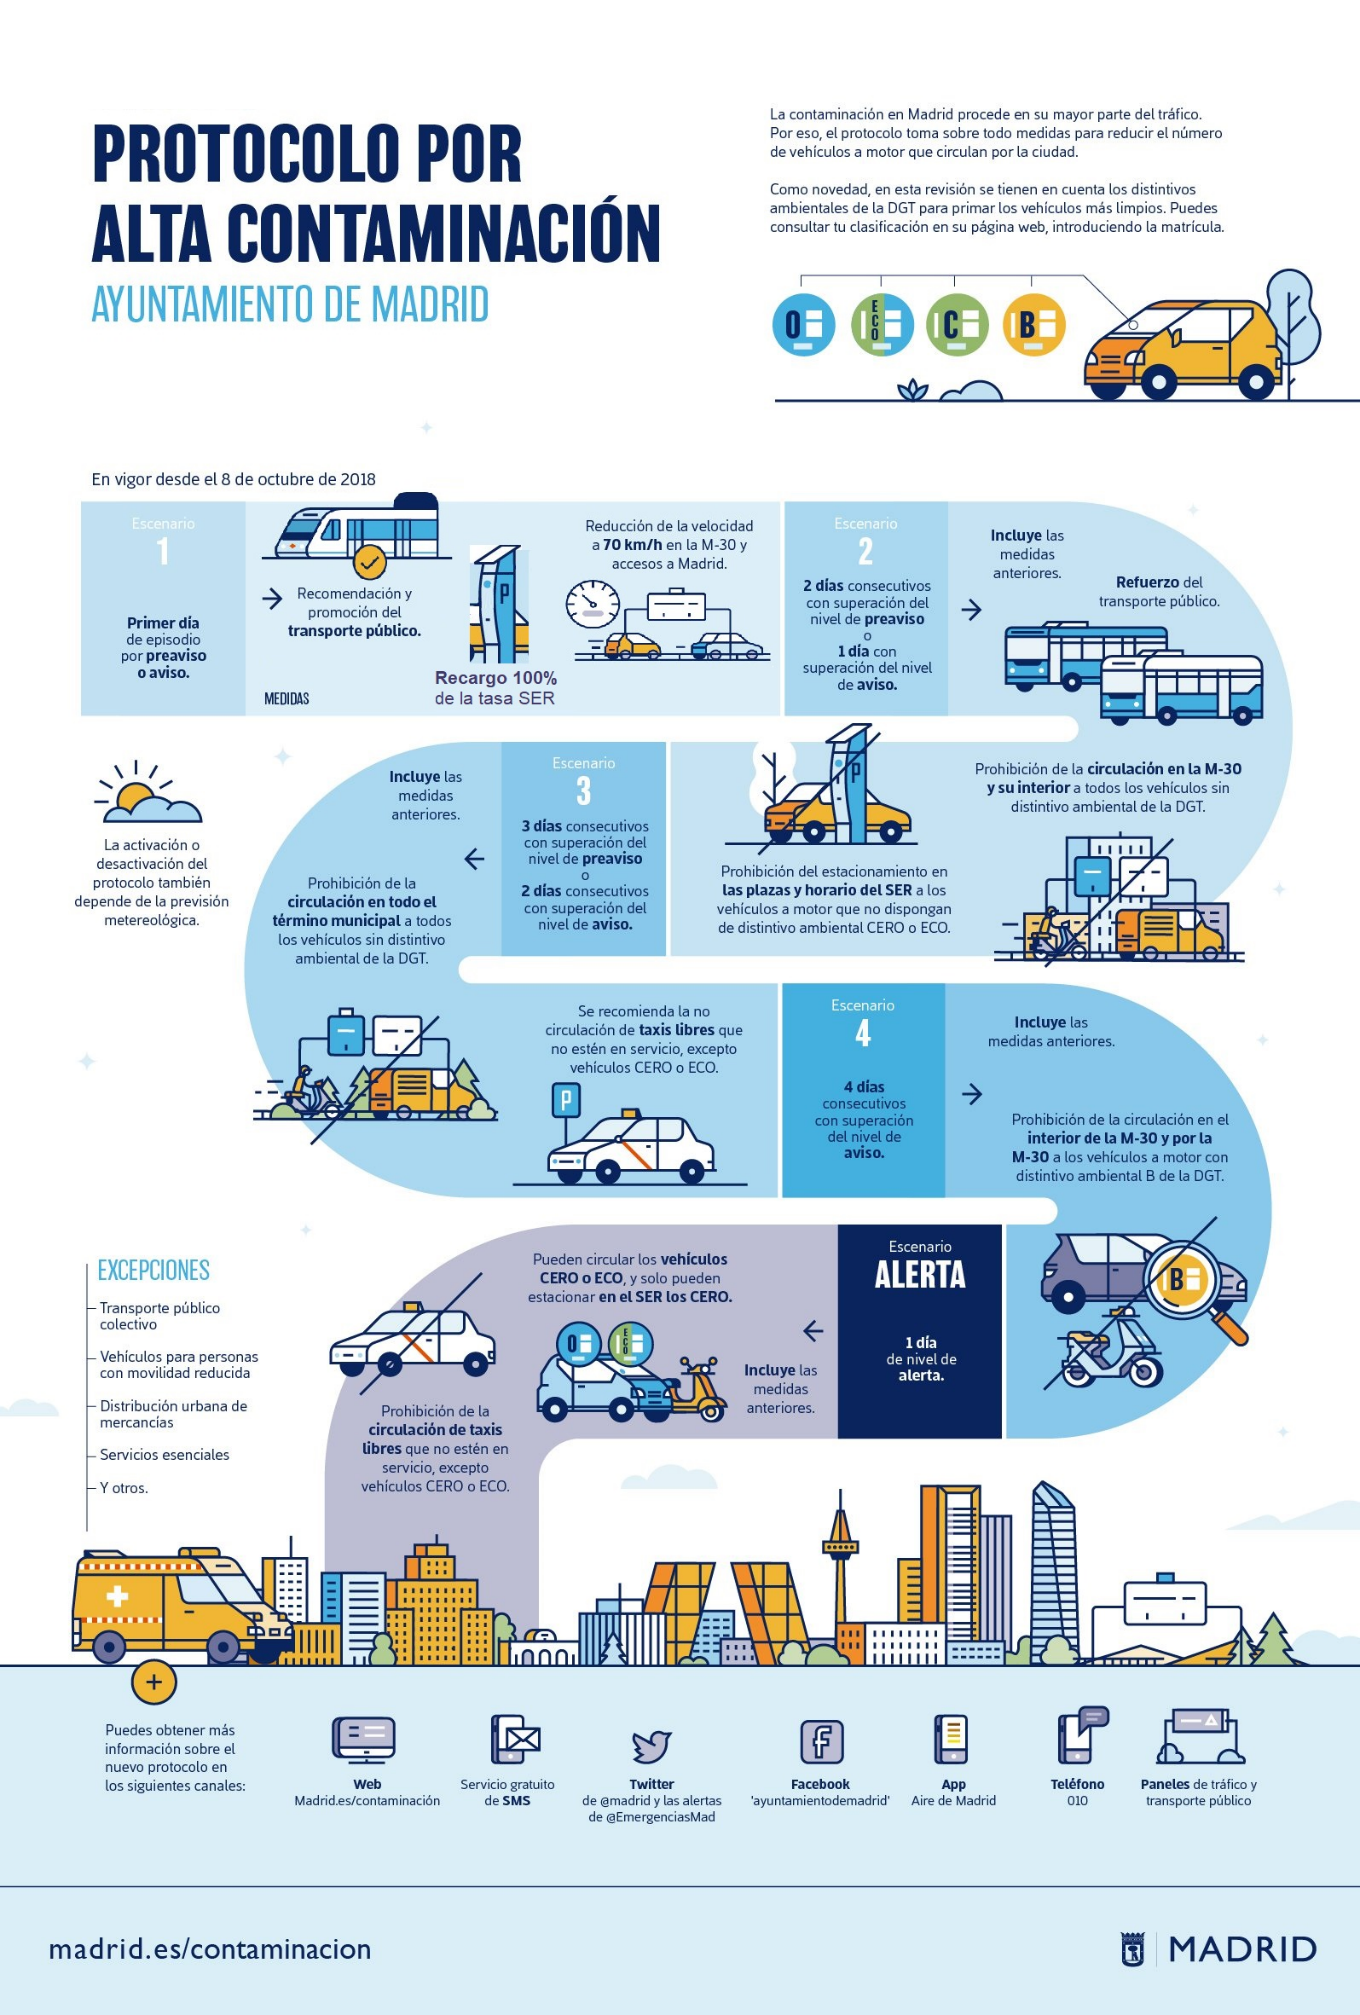 PROTOCOLO POR
ALTA CONTAMINACIÓN
AYUNTAMIENTO DE MADRID
La contaminación en Madrid procede en su mayor parte del tráfico.
Por eso, el protocolo toma sobre todo medidas para reducir el número
de vehículos a motor que circulan por la ciudad.
Como novedad, en esta revisión se tienen en cuenta los distintivos
ambientales de la DGT para primar los vehículos más limpios. Puedes
consultar tu clasificación en su página web, introduciendo la matrícula.
0
ECO
C
B
En vigor desde el 8 de octubre de 2018
Escenario
1
Primer día
de episodio
por preaviso
o aviso.
Recomendación y
promoción del
transporte público.
MEDIDAS
P
Recargo 100%
de la tasa SER
Reducción de la velocidad
a 70 km/h en la M-30 y
accesos a Madrid.
Escenario
2
2 días consecutivos
con superación del
nivel de preaviso
o
1 día con
superación del nivel
de aviso.
Incluye las
medidas
anteriores.
Refuerzo del
transporte público.
Prohibición de la circulación en la M-30
y su interior a todos los vehículos sin
distintivo ambiental de la DGT.
P
Prohibición del estacionamiento en
las plazas y horario del SER a los
vehículos a motor que no dispongan
de distintivo ambiental CERO o ECO.
Escenario
3
3 días consecutivos
con superación del
nivel de preaviso
o
2 días consecutivos
con superación del
nivel de aviso.
Incluye las
medidas
anteriores.
Prohibición de la
circulación en todo el
término municipal a todos
los vehículos sin distintivo
ambiental de la DGT.
La activación o
desactivación del
protocolo también
depende de la previsión
metereológica.
Se recomienda la no
circulación de taxis libres que
no estén en servicio, excepto
vehículos CERO o ECO.
P
Escenario
4
4 días
consecutivos
con superación
del nivel de
aviso.
Incluye las
medidas anteriores.
Prohibición de la circulación en el
interior de la M-30 y por la
M-30 a los vehículos a motor con
distintivo ambiental B de la DGT.
B
Escenario
ALERTA
1 día
de nivel de
alerta.
Incluye las
medidas
anteriores.
Pueden circular los vehículos
CERO o ECO, y solo pueden
estacionar en el SER los CERO.
0
ECO
Prohibición de la
circulación de taxis
libres que no estén en
servicio, excepto
vehículos CERO o ECO.
EXCEPCIONES
Transporte público
colectivo
Vehículos para personas
con movilidad reducida
Distribución urbana de
mercancías
Servicios esenciales
Y otros.
Puedes obtener más
información sobre el
nuevo protocolo en
los siguientes canales:
Web
Madrid.es/contaminación
Servicio gratuito
de SMS
Twitter
de @madrid y las alertas
de @EmergenciasMad
Facebook
'ayuntamientodemadrid'
App
Aire de Madrid
Teléfono
010
Paneles de tráfico y
transporte público
madrid.es/contaminacion
MADRID